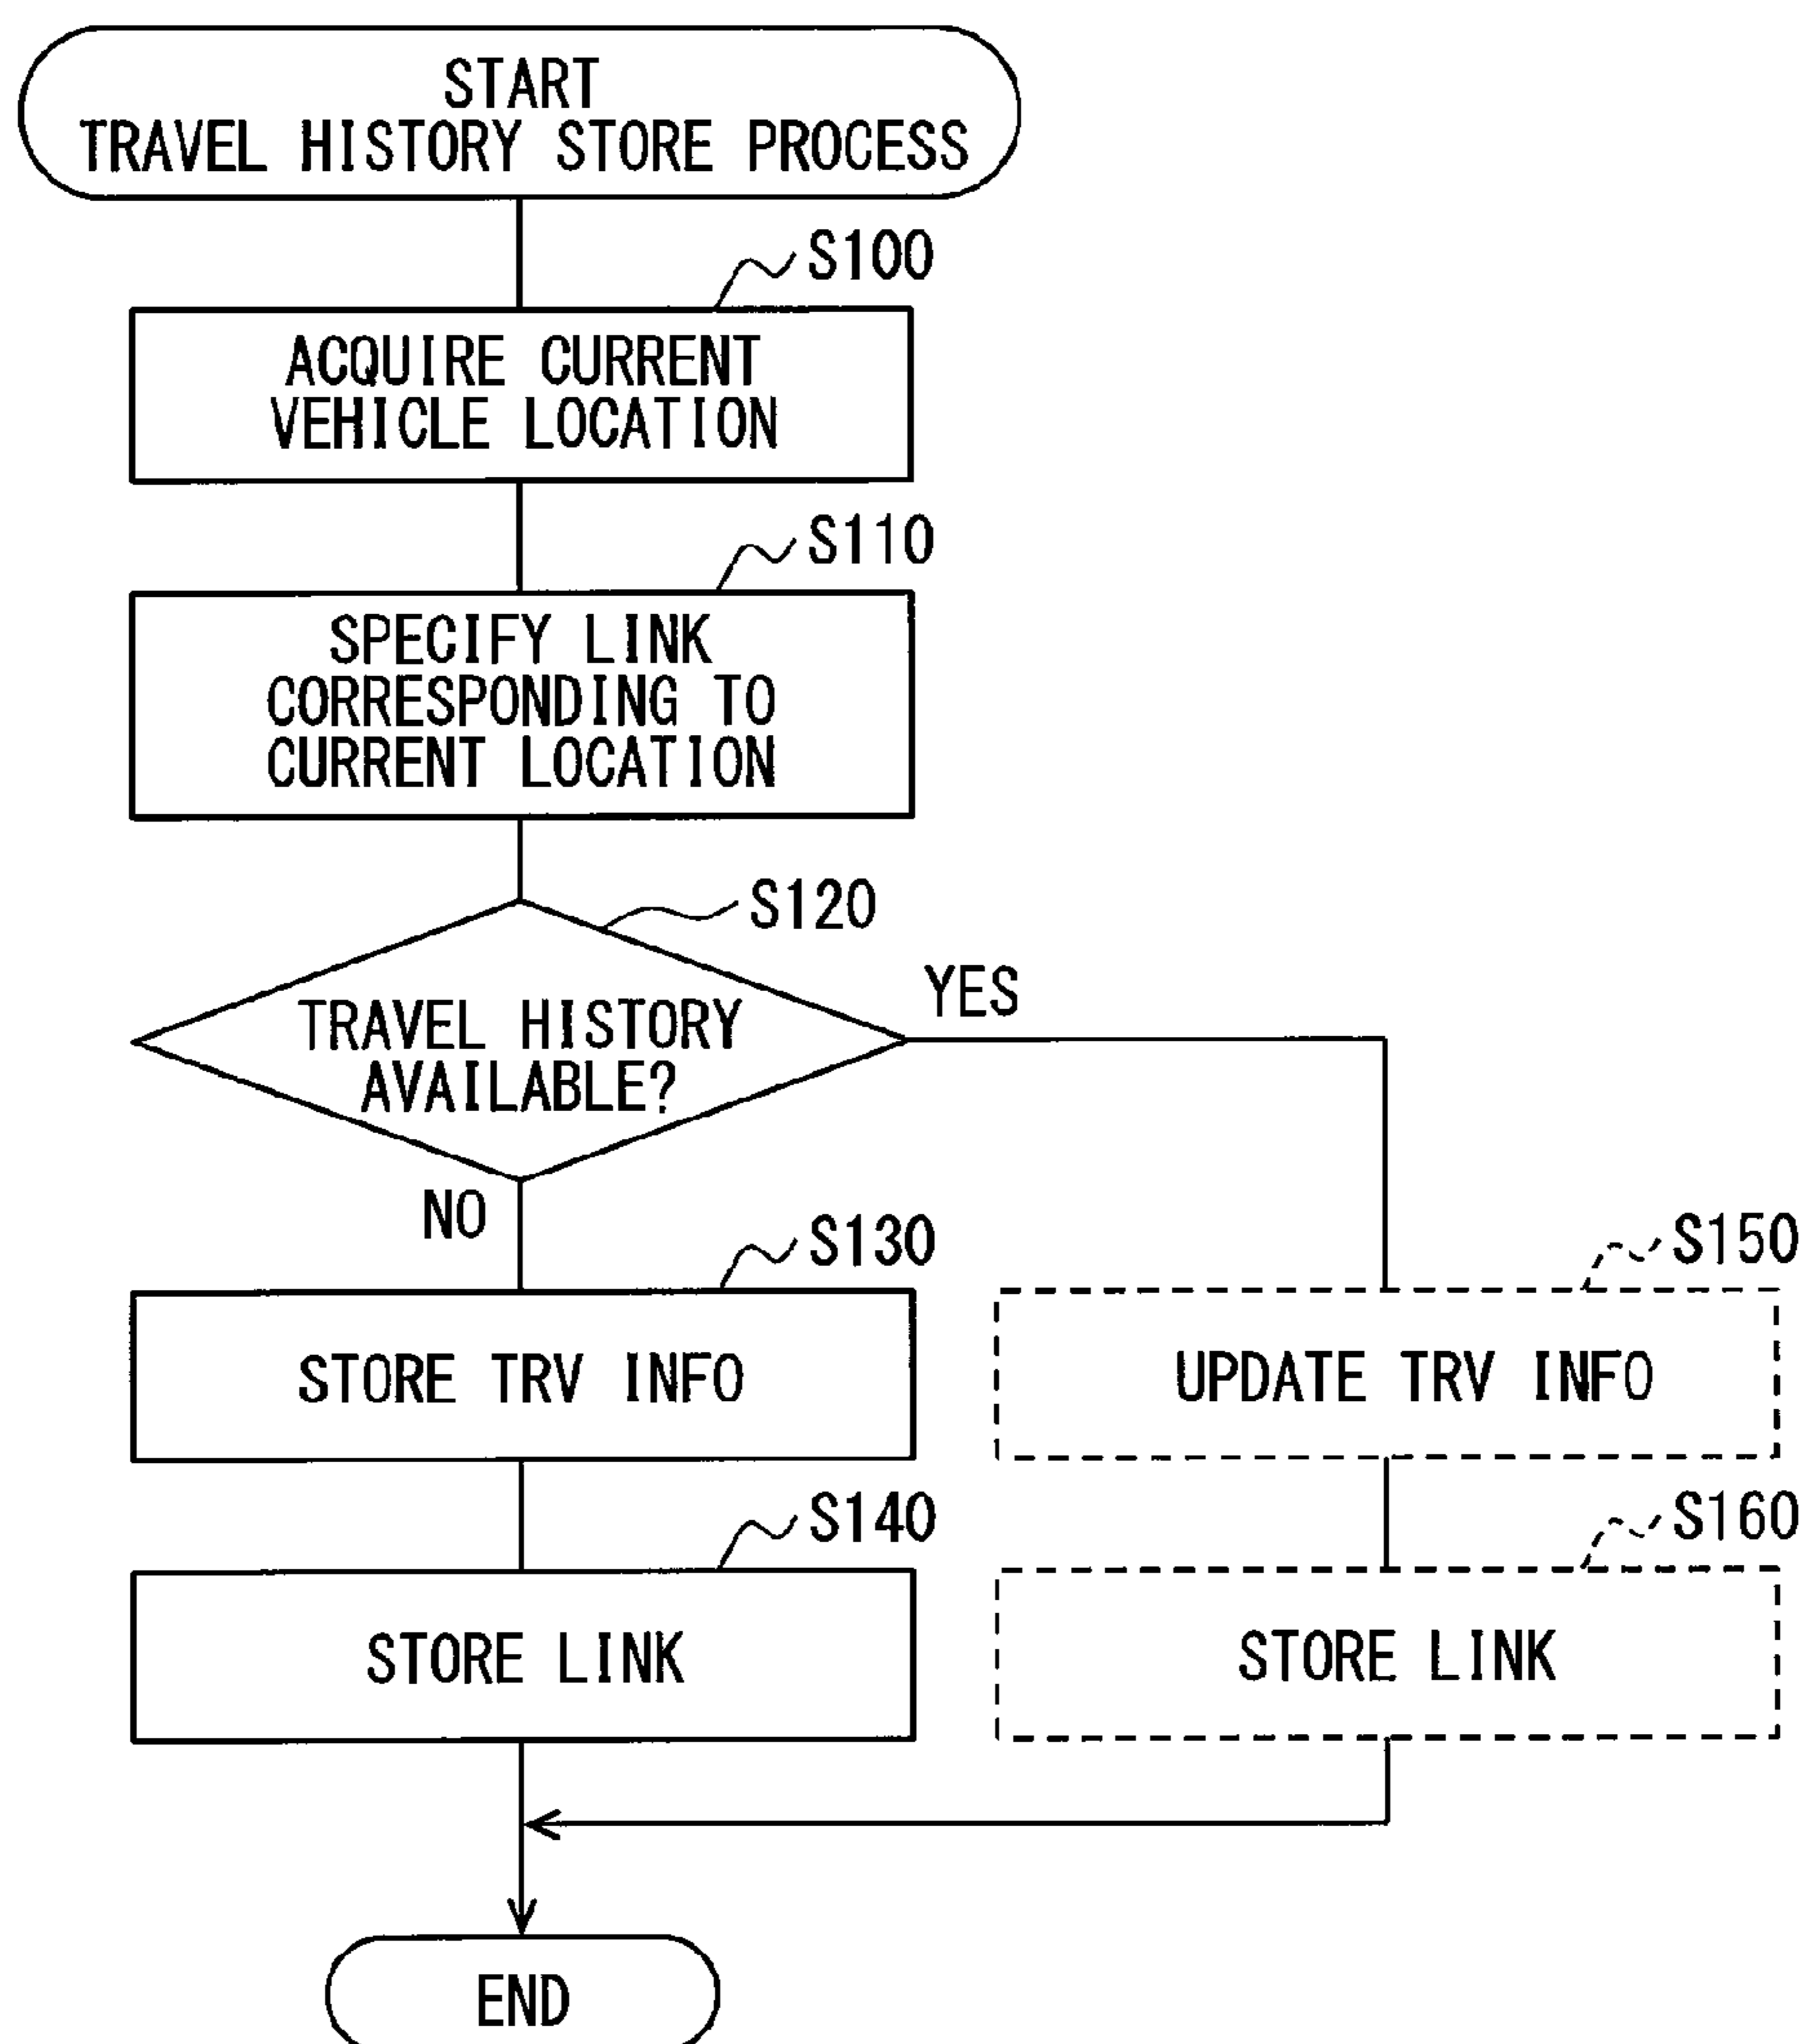 START
TRAVEL HISTORY STORE PROCESS
S100
ACQUIRE CURRENT
VEHICLE LOCATION
S110
SPECIFY LINK
CORRESPONDING TO
CURRENT LOCATION
S120
TRAVEL HISTORY
AVAILABLE?
YES
NO
S130
STORE TRV INFO
S150
UPDATE TRV INFO
S140
STORE LINK
S160
STORE LINK
END